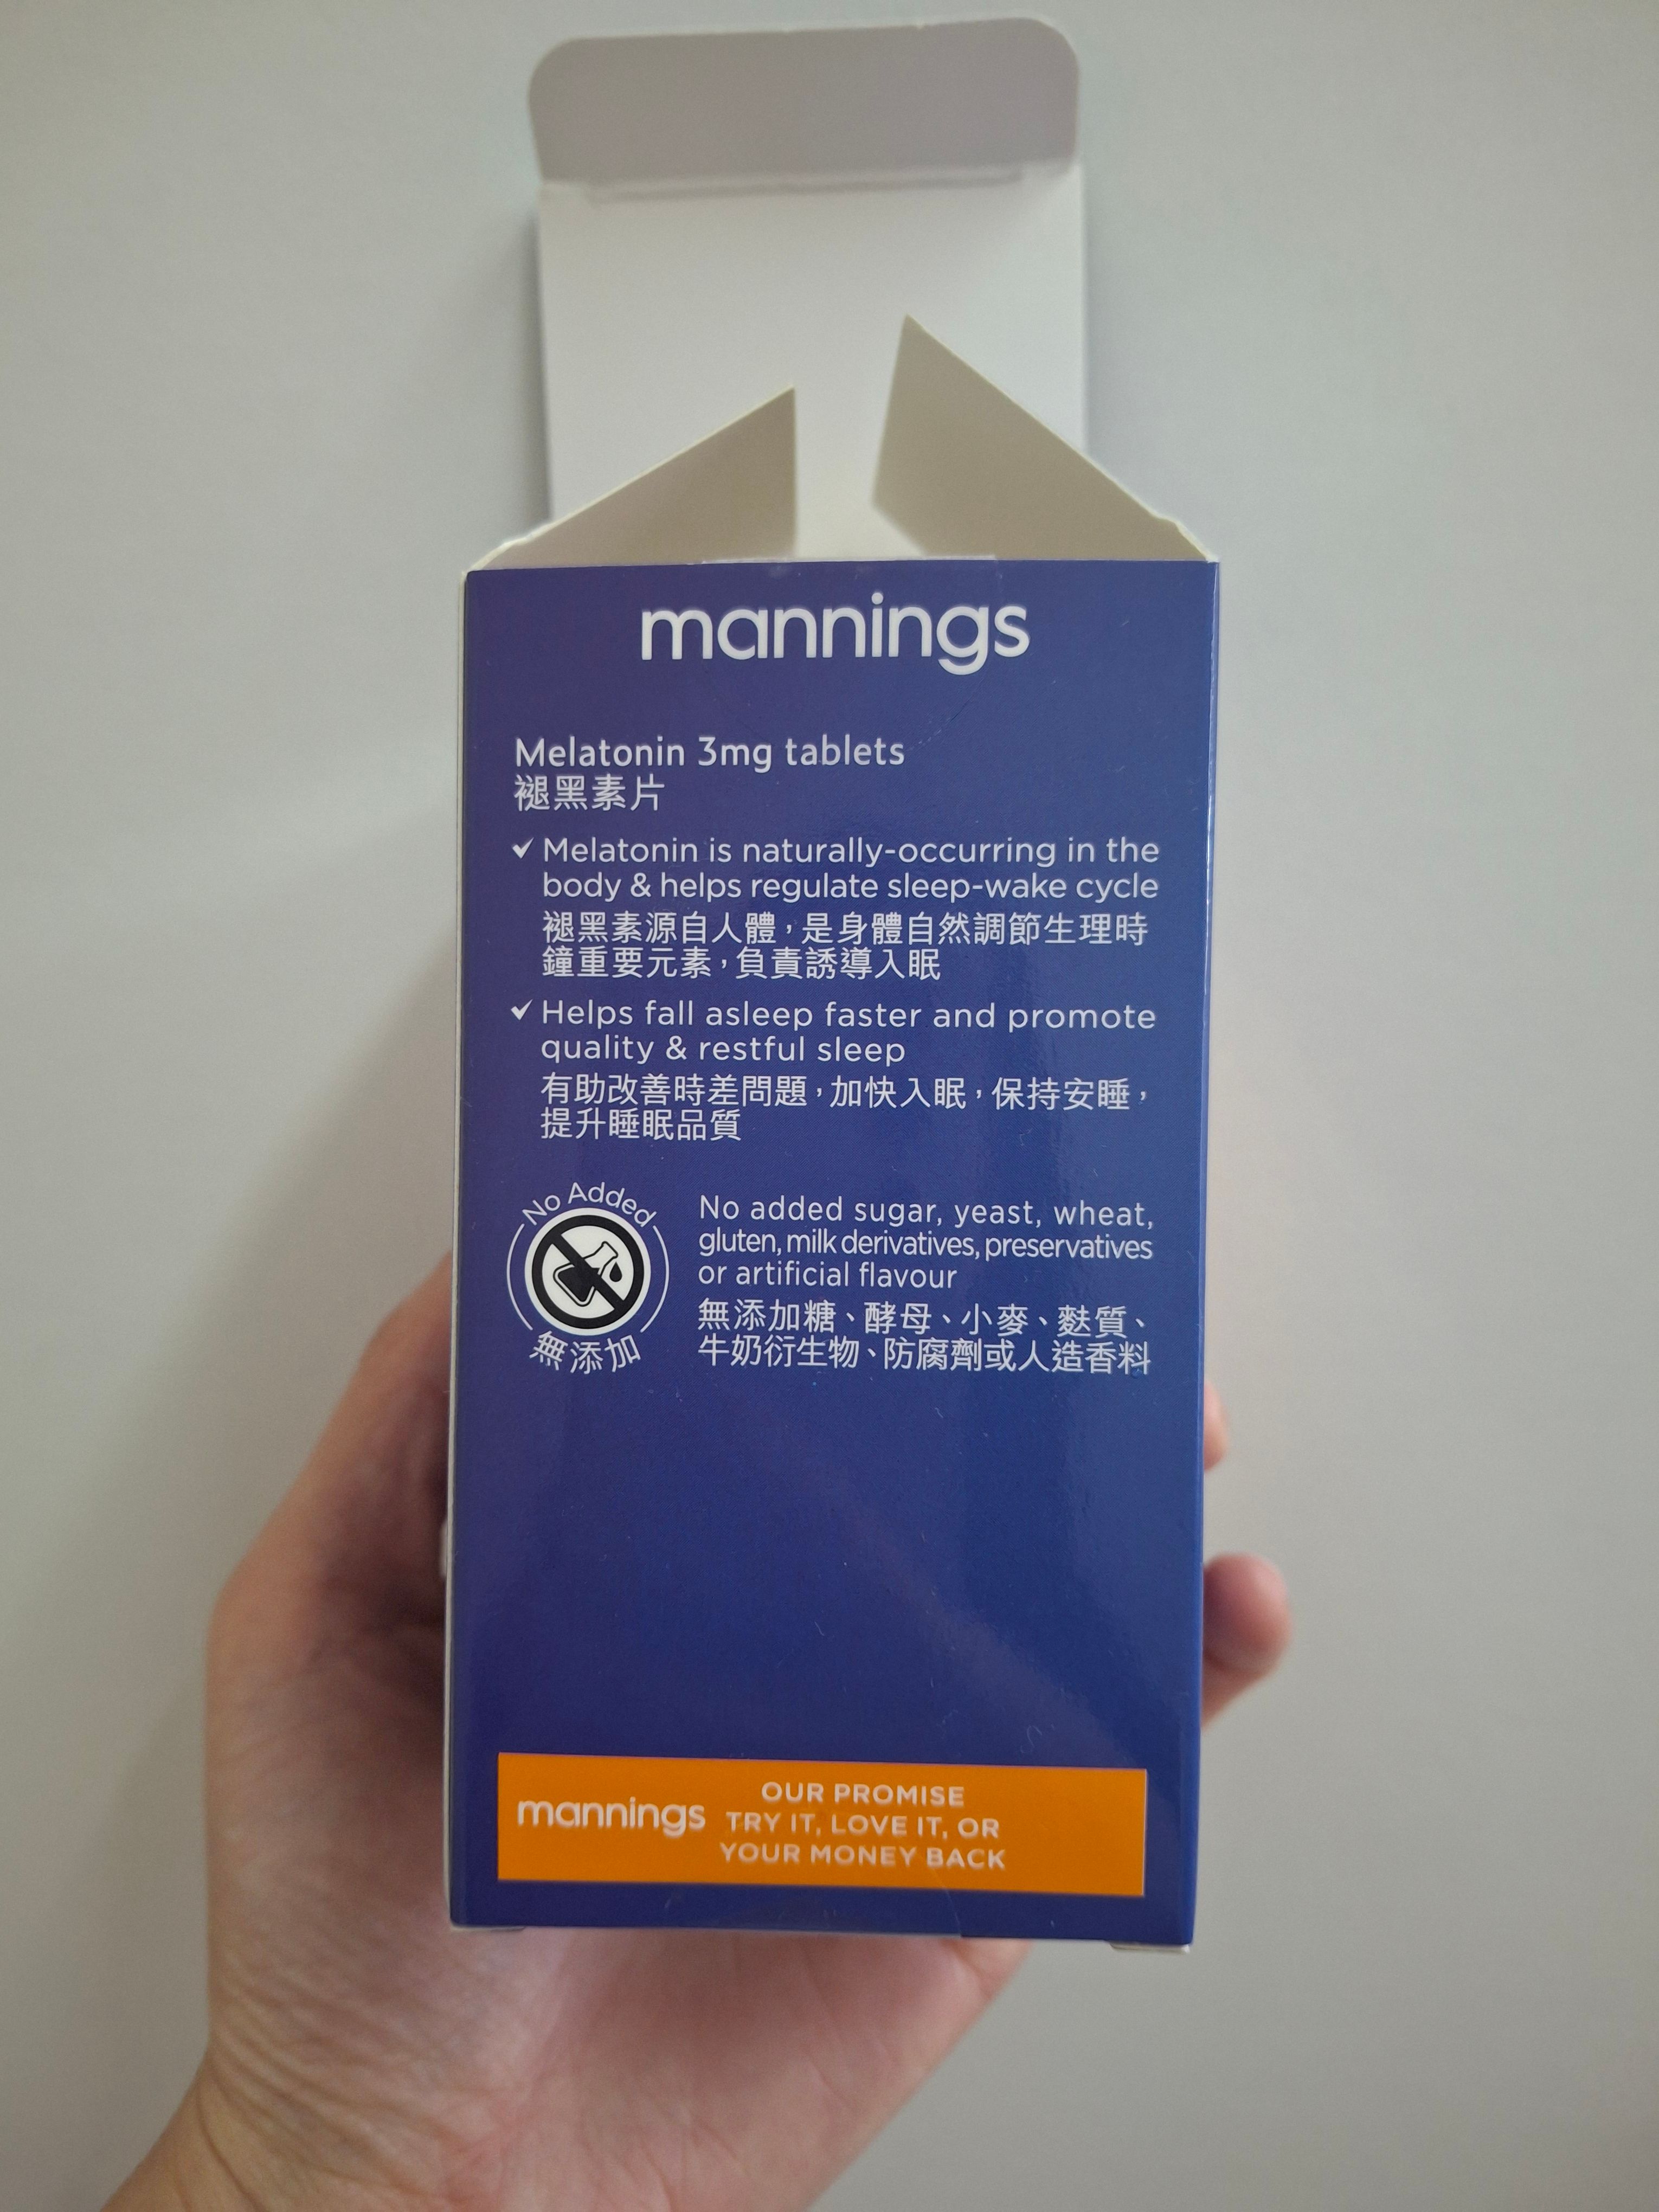 mannings
Melatonin 3mg tablets
褪黑素片
Melatonin is naturally-occurring in the
body & helps regulate sleep-wake cycle
褪黑素源自人體，是身體自然調節生理時
鐘重要元素，負責誘導入眠
Helps fall asleep faster and promote
quality & restful sleep
有助改善時差問題，加快入眠，保持安睡，
提升睡眠品質
No Added
無添加
No added sugar, yeast, wheat,
gluten, milk derivatives, preservatives
or artificial flavour
無添加糖、酵母、小麥、麩質、
牛奶衍生物、防腐劑或人造香料
mannings
OUR PROMISE
TRY IT, LOVE IT, OR
YOUR MONEY BACK